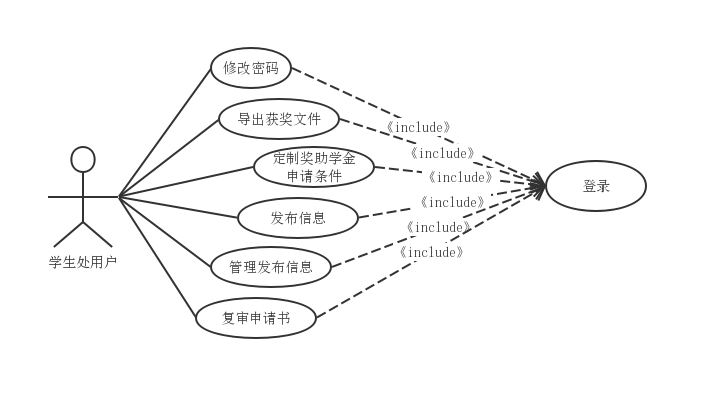 修改密码
导出获奖文件
定制奖助学金
申请条件
发布信息
管理发布信息
复审申请书
学生处用户
《include》
《include》
《include》
《include》
《include》
《include》
登录